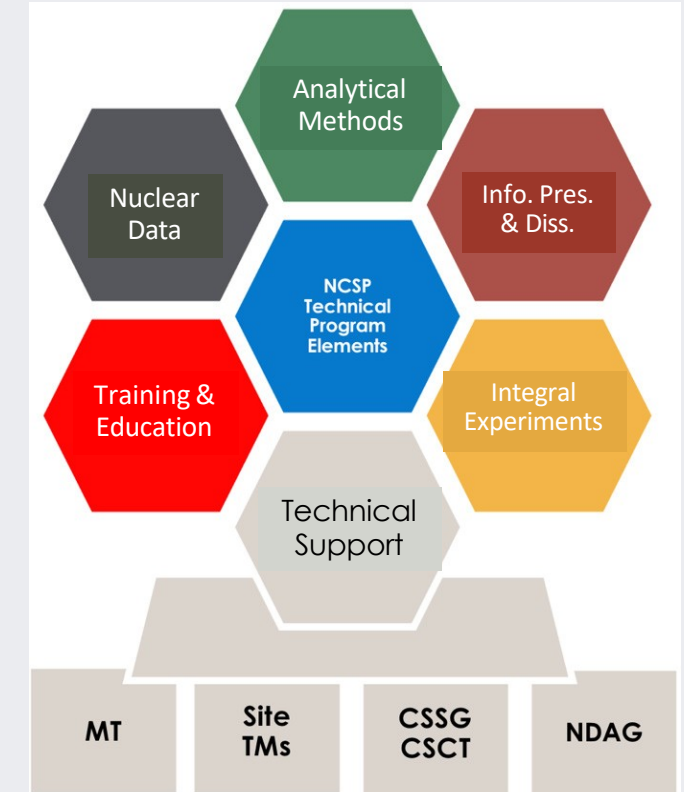 Analytical
Methods
Nuclear
Data
Info. Pres.
& Diss.
NCSP
Technical
Program
Elements
Training &
Education
Integral
Experiments
Technical
Support
MT
Site
TMs
CSSG
CSCT
NDAG